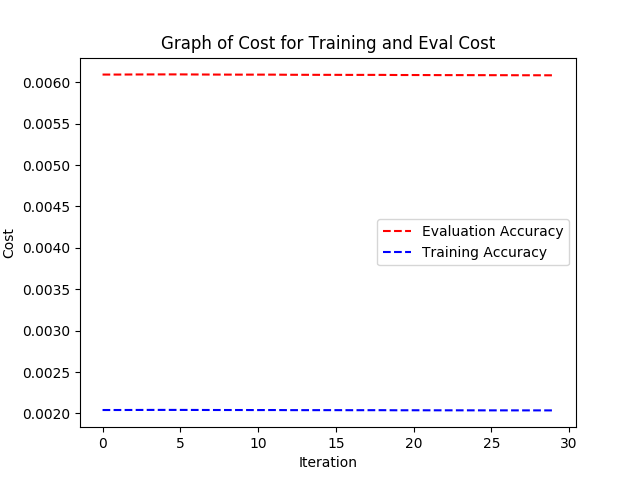 Graph of Cost for Training and Eval Cost
0.0060
0.0055
0.0050
0.0045
0.0040
0.0035
0.0030
0.0025
0.0020
Cost
Evaluation Accuracy
Training Accuracy
0 5 10 15 20 25 30
Iteration